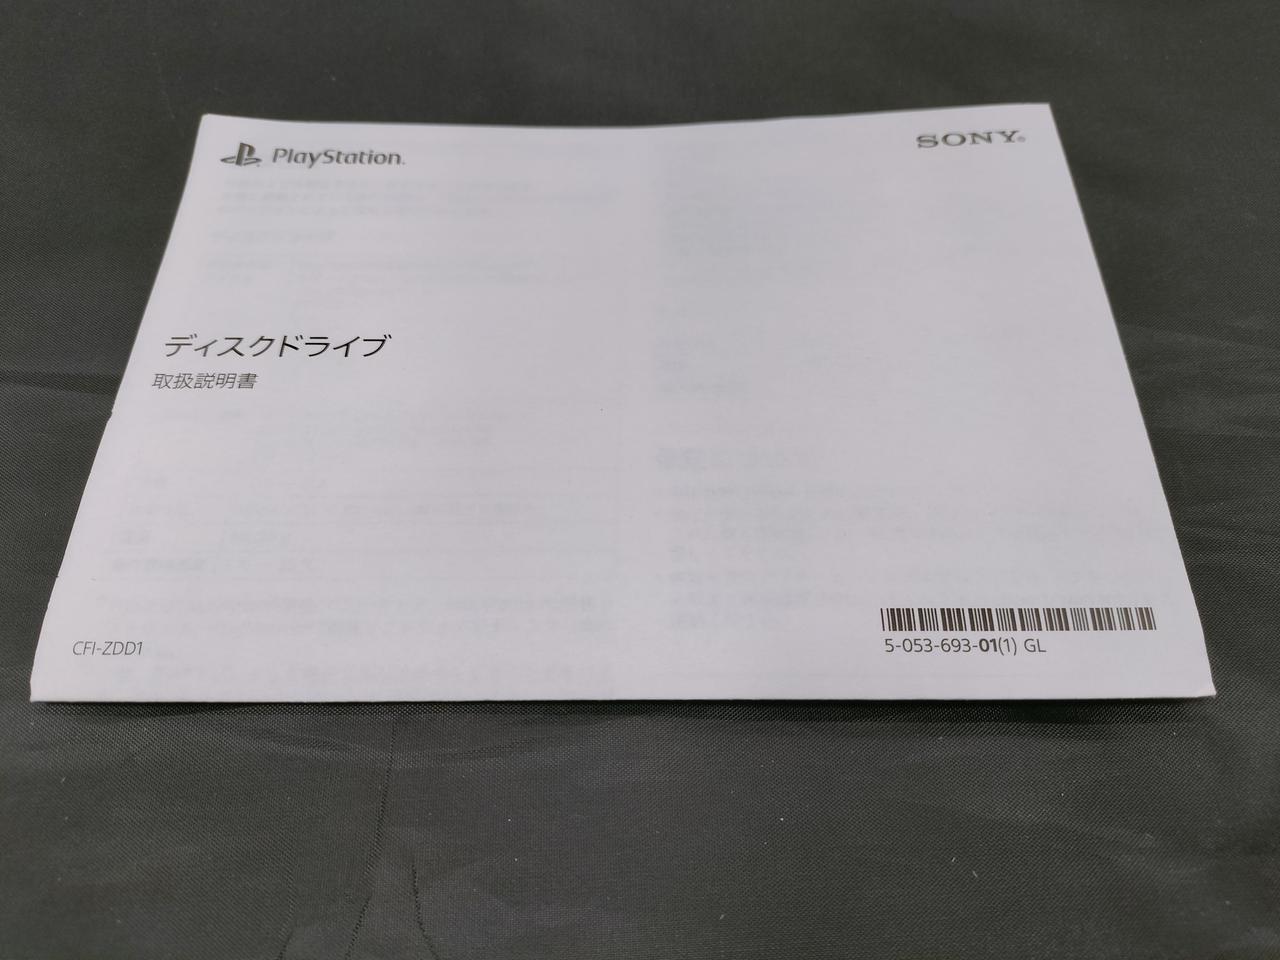 PlayStation.
SONY®
ディスクドライブ
取扱説明書
CFI-ZDD1
5-053-693-01(1) GL